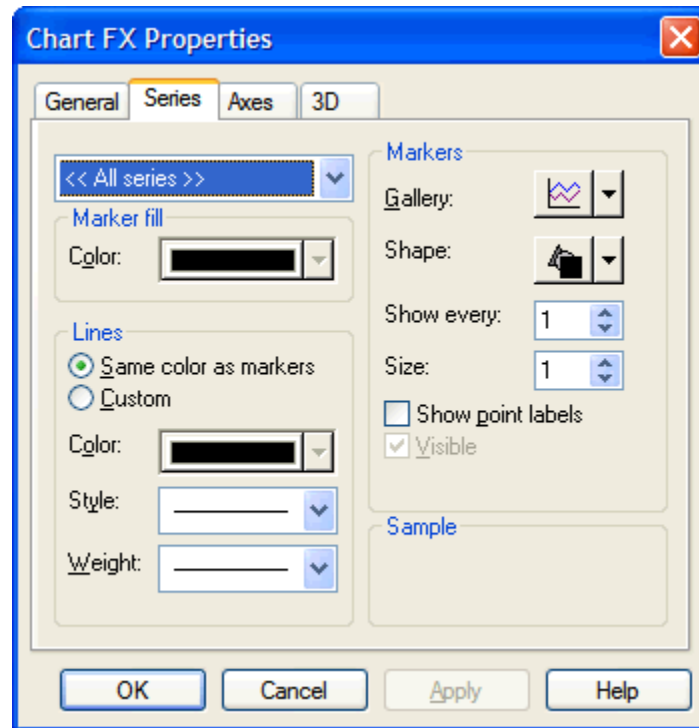 Chart FX Properties
General Series Axes 3D
<< All series >>
Marker fill
Color:
Lines
Same color as markers
Custom
Color:
Style:
Weight:
Markers
Gallery:
Shape:
Show every: 1
Size: 1
Show point labels
Visible
Sample
OK Cancel Apply Help